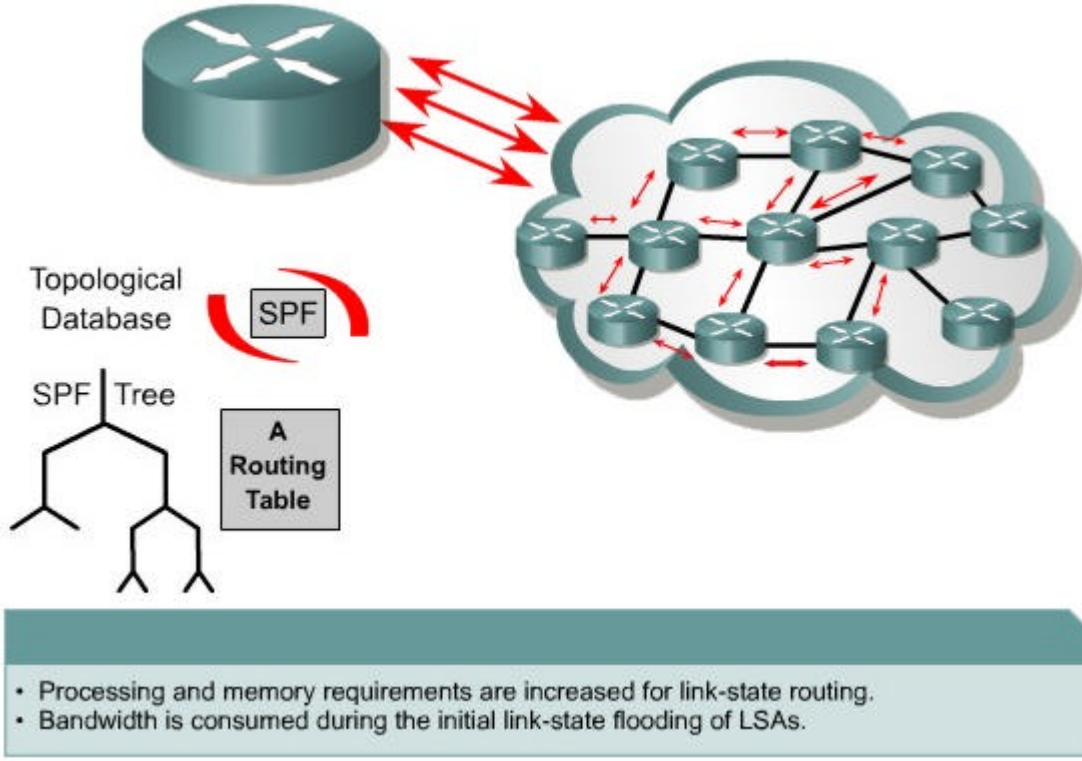 Topological
Database
SPF
SPF Tree
A
Routing
Table
• Processing and memory requirements are increased for link-state routing.
• Bandwidth is consumed during the initial link-state flooding of LSAs.